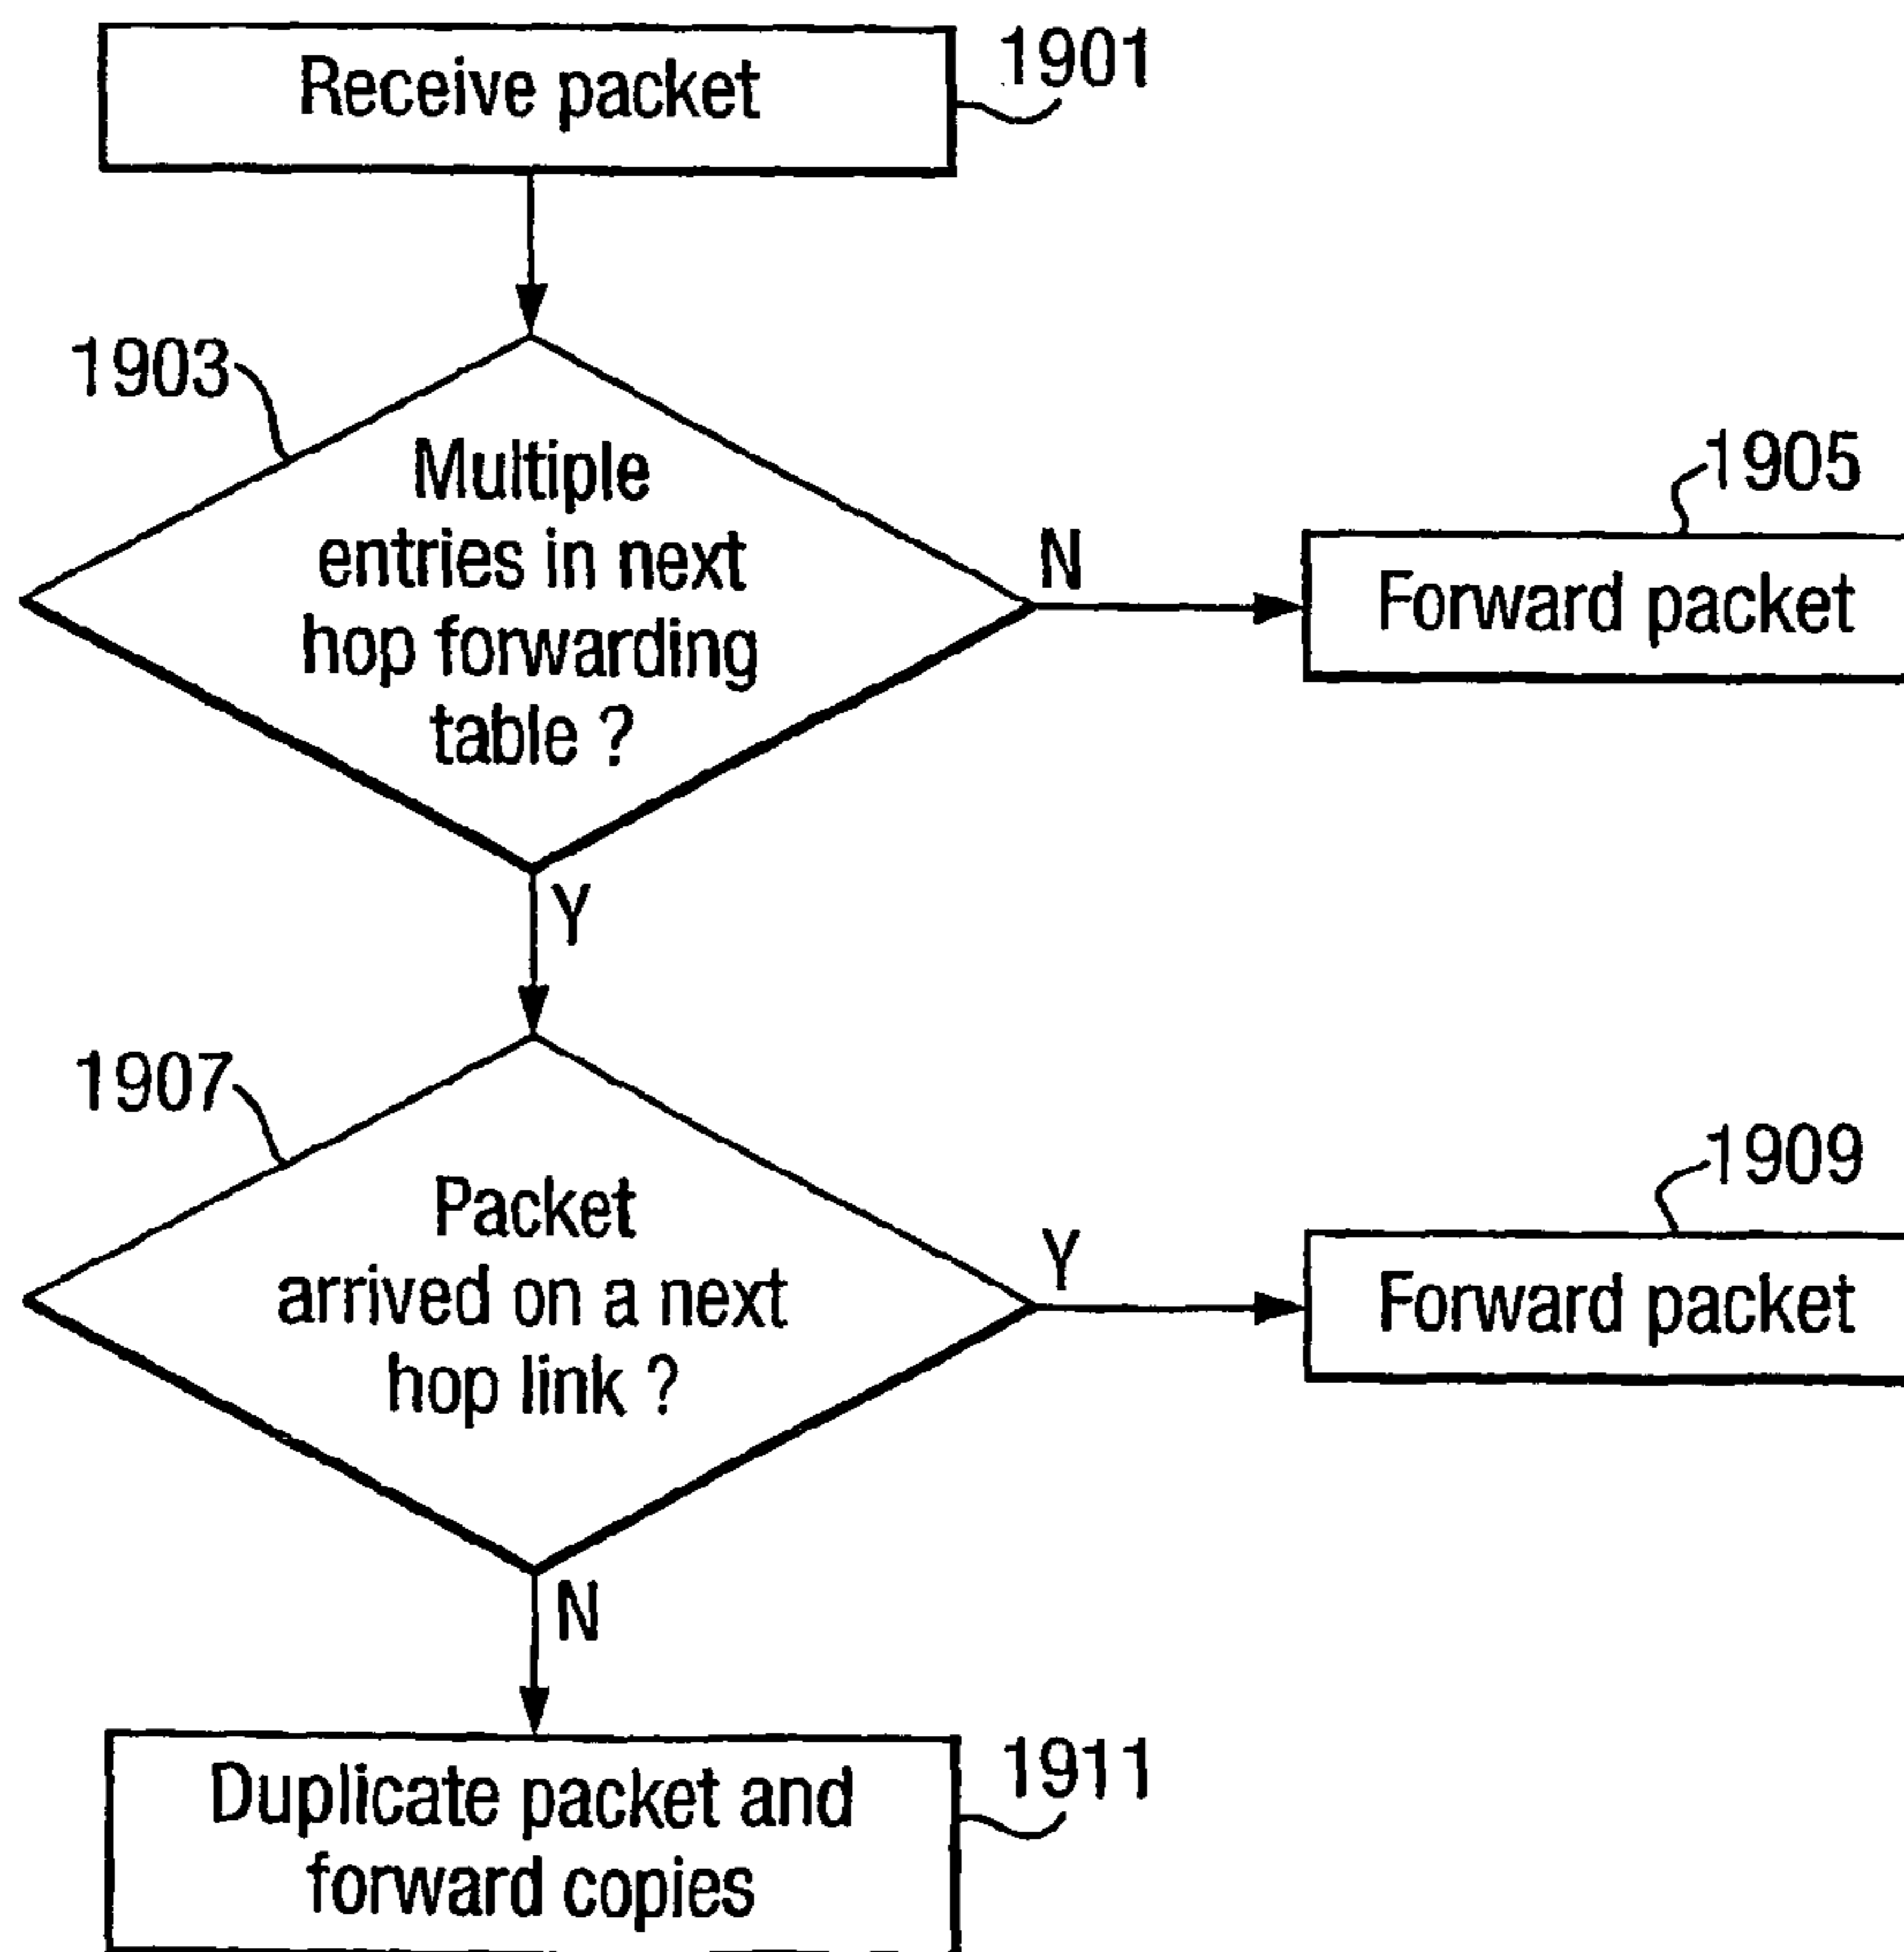 Receive packet
1901
1903
Multiple
entries in next
hop forwarding
table ?
N
1905
Forward packet
Y
1907
Packet
arrived on a next
hop link ?
Y
1909
Forward packet
N
Duplicate packet and
forward copies
1911